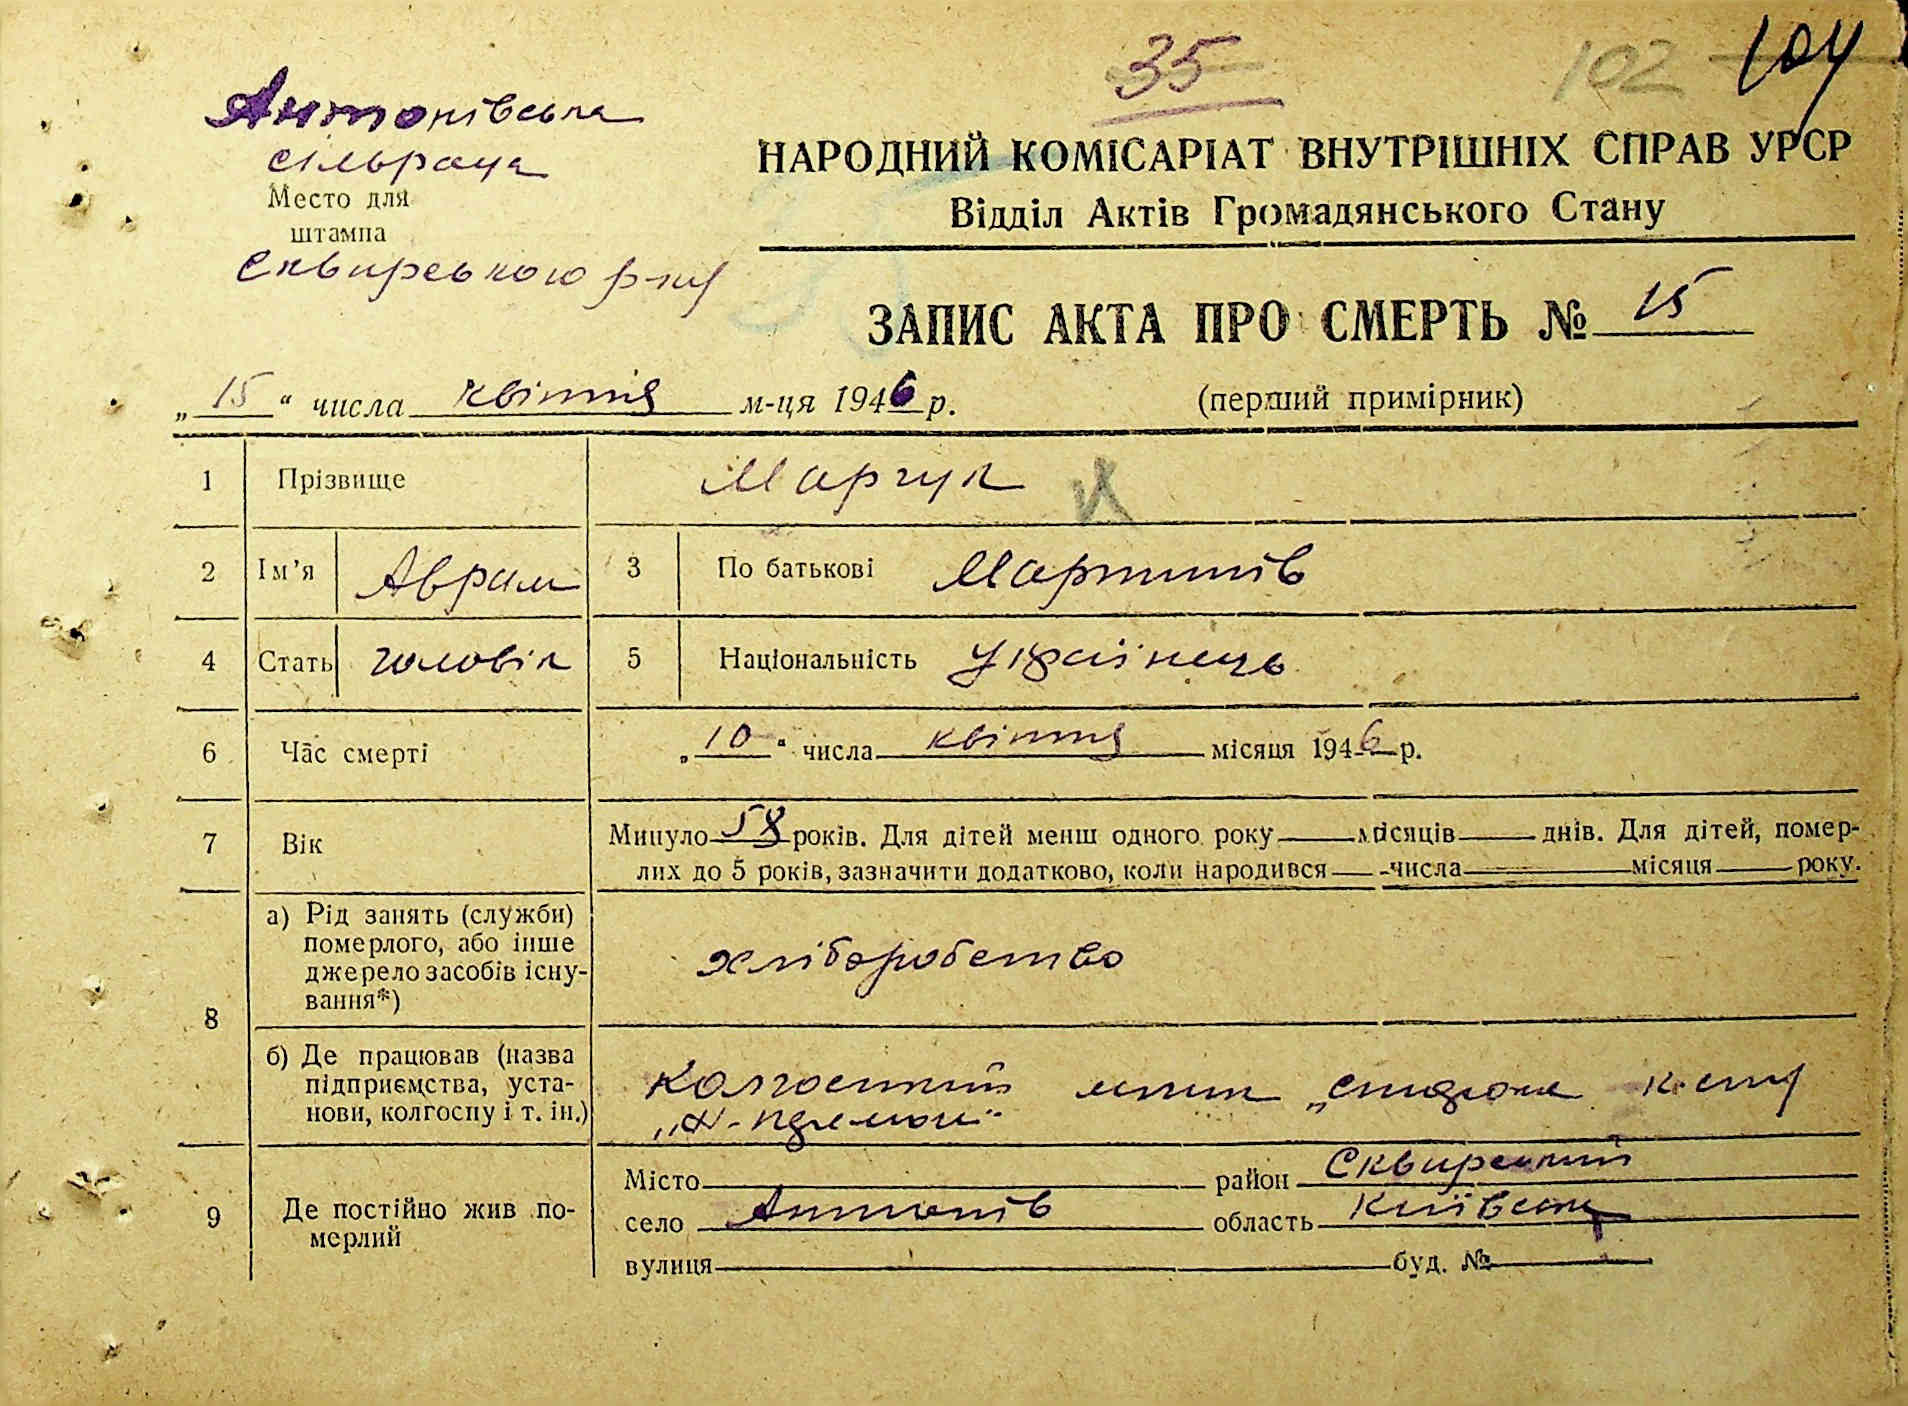 35
102 104
Антонівська
сільрада
Место для
штампа
Сквирського р-ну
НАРОДНИЙ КОМІСАРІАТ ВНУТРІШНІХ СПРАВ УРСР
Відділ Актів Громадянського Стану
ЗАПИС АКТА ПРО СМЕРТЬ № 15
„15“ числа квітня м-ця 1946 р.
(перший примірник)
1 Прізвище Марчук
2 Ім’я Аврам 3 По батькові Мартинів
4 Стать чоловік 5 Національність Українець
6 Час смерті „10“ числа квітня місяця 1946 р.
7 Вік Минуло 58 років. Для дітей менш одного року — місяців — днів. Для дітей, помер-
лих до 5 років, зазначити додатково, коли народився — числа — місяця — року.
8 а) Рід занять (службі)
померлого, або інше
джерело засобів існу-
вання*)
хліборобство
б) Де працював (назва
підприємства, уста-
нови, колгоспу і т. ін.)
Колгоспний к-спу
9 Де постійно жив по-
мерлий
Місто — район Сквирський
село Антонів область Київська
вулиця — буд. № —